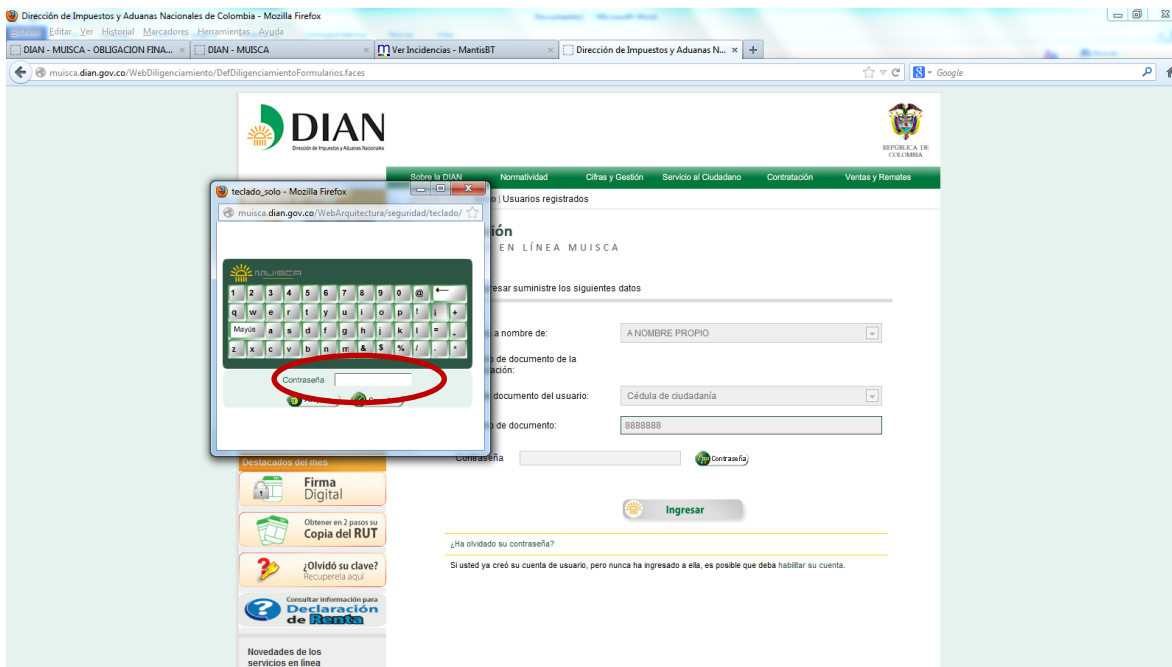 Dirección de Impuestos y Aduanas Nacionales de Colombia - Mozilla Firefox
Editar Ver Historial Marcadores Herramientas Ayuda
DIAN - MUISCA - OBLIGACION FINA... × DIAN - MUISCA × Ver Incidencias - MantisBT × Dirección de Impuestos y Aduanas N... × +
muisca.dian.gov.co/WebDiligenciamiento/DefDiligenciamientoFormularios.faces
Google
DIAN
Dirección de Impuestos y Aduanas Nacionales
REPÚBLICA DE
COLOMBIA
Sobre la DIAN Normatividad Cifras y Gestión Servicio al Ciudadano Contratación Ventas y Remates
teclado_solo - Mozilla Firefox
muisca.dian.gov.co/WebArquitectura/seguridad/teclado/
MUISCA
1 2 3 4 5 6 7 8 9 0 @ ←
q w e r t y u i o p ! ¡ +
Mayús a s d f g h j k l = _
z x c v b n m & $ % / . *
Contraseña
o | Usuarios registrados
ión
EN LÍNEA MUISCA
esar suministre los siguientes datos
a nombre de: A NOMBRE PROPIO
o de documento de la
ación:
documento del usuario: Cédula de ciudadanía
o de documento: 8888888
Contraseña Contraseña
Ingresar
¿Ha olvidado su contraseña?
Si usted ya creó su cuenta de usuario, pero nunca ha ingresado a ella, es posible que deba habilitar su cuenta.
Destacados del mes
Firma
Digital
Obtener en 2 pasos su
Copia del RUT
¿Olvidó su clave?
Recuperela aquí
Consultar información para
Declaración
de Renta
Novedades de los
servicios en línea